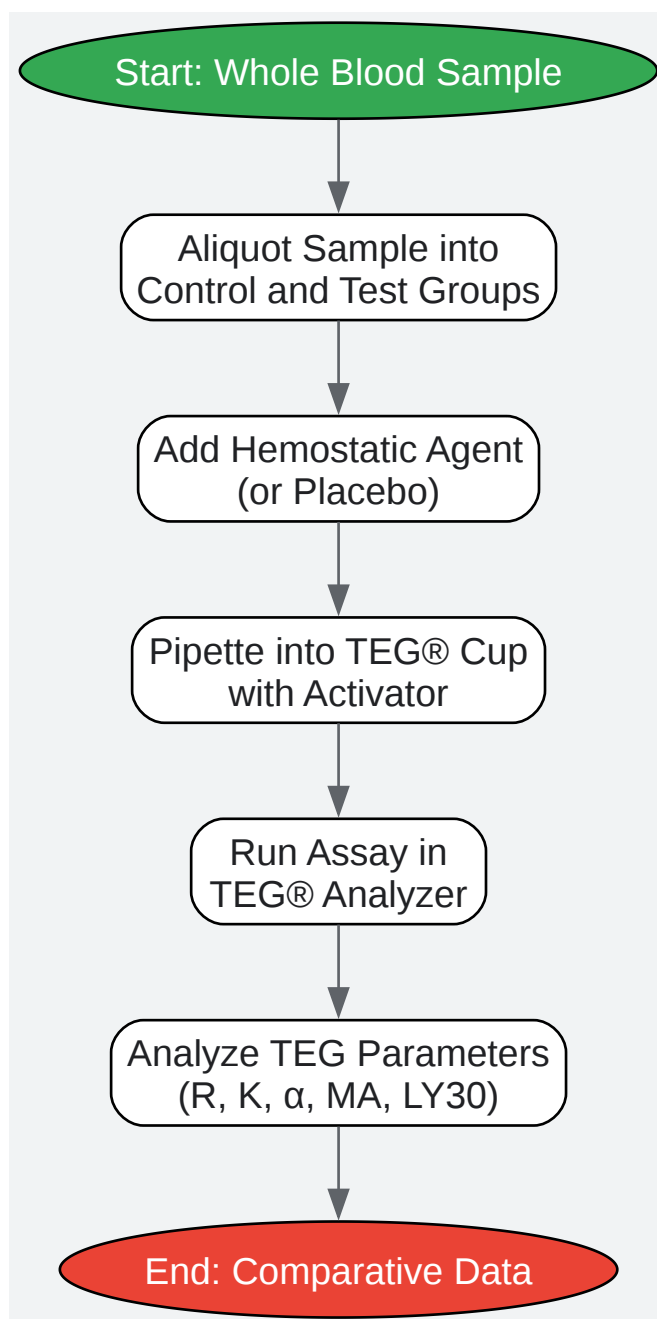 Start: Whole Blood Sample
Aliquot Sample into
Control and Test Groups
Add Hemostatic Agent
(or Placebo)
Pipette into TEG® Cup
with Activator
Run Assay in
TEG® Analyzer
Analyze TEG Parameters
(R, K, α, MA, LY30)
End: Comparative Data